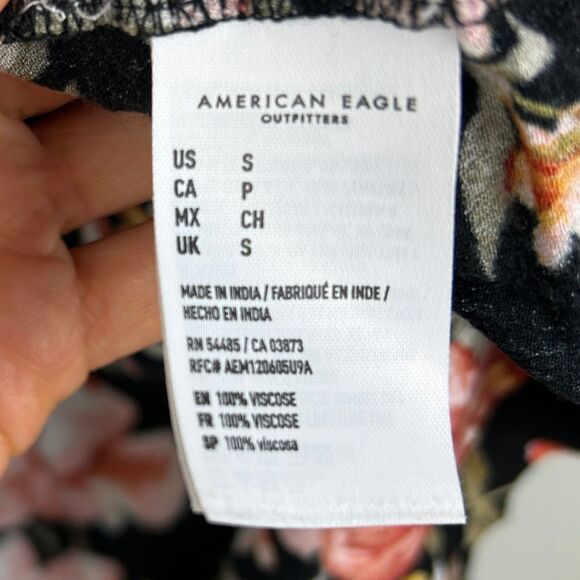 AMERICAN EAGLE
OUTFITTERS
US S
CA P
MX CH
UK S
MADE IN INDIA / FABRIQUÉ EN INDE /
HECHO EN INDIA
RN 54485 / CA 03873
RFC# AEM120605U9A
EN 100% VISCOSE
FR 100% VISCOSE
SP 100% viscosa